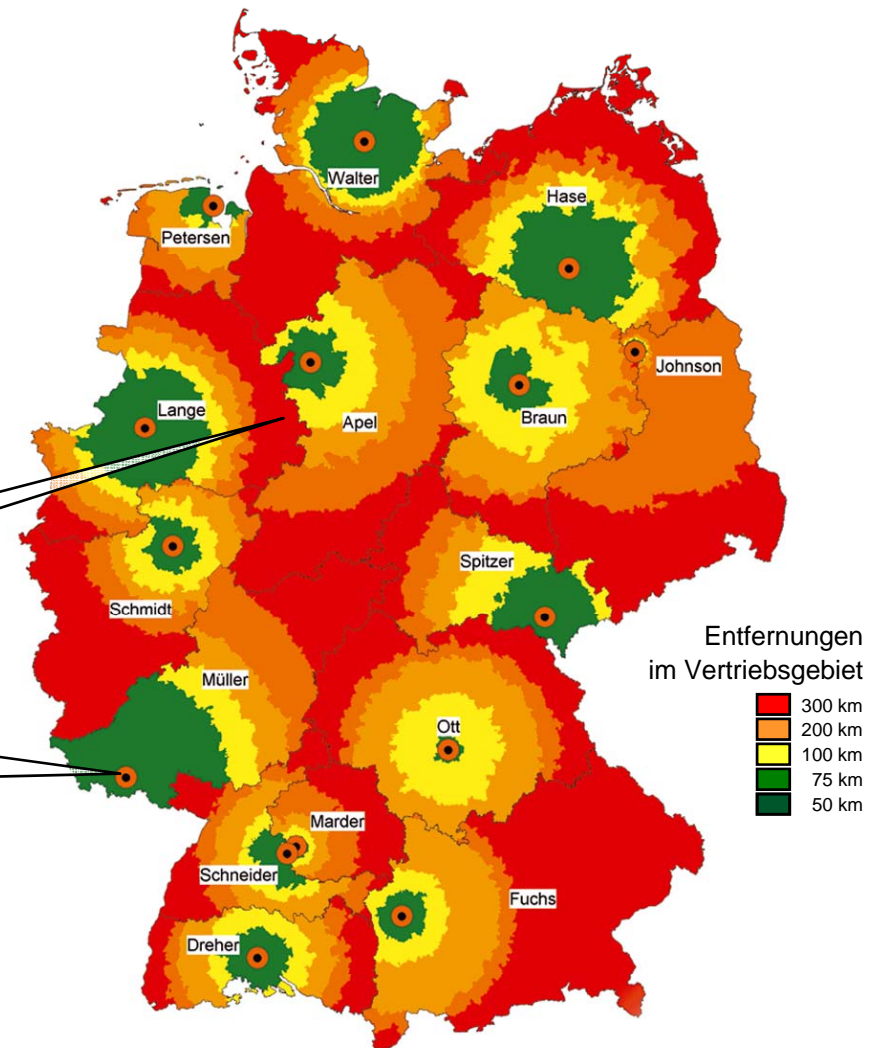 Walter
Hase
Petersen
Johnson
Lange
Apel
Braun
Spitzer
Schmidt
Entfernungen
im Vertriebsgebiet
Müller
300 km
200 km
Ott
100 km
75 km
50 km
Marder
Schneider
Fuchs
Dreher